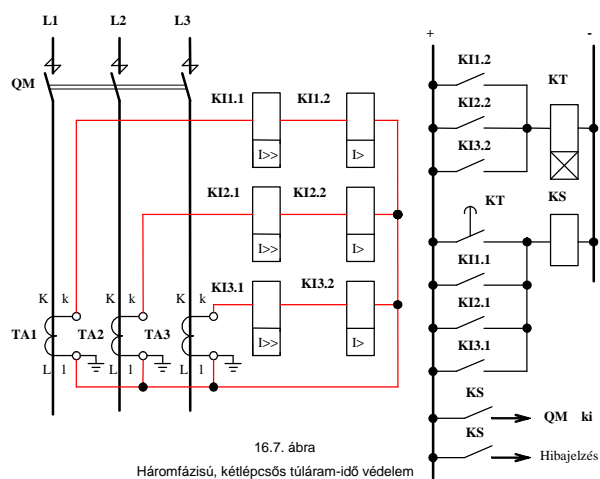 L1 L2 L3
+ -
QM
KI1.1 KI1.2
I>> I>
KI2.1 KI2.2
I>> I>
KI3.1 KI3.2
I>> I>
K k K k K k
TA1 TA2 TA3
L l L l L l
KI1.2 KT
KI2.2
KI3.2
KT KS
KI1.1
KI2.1
KI3.1
KS
QM ki
KS
Hibajelzés
16.7. ábra
Háromfázisú, kétlépcsős túláram-idő védelem